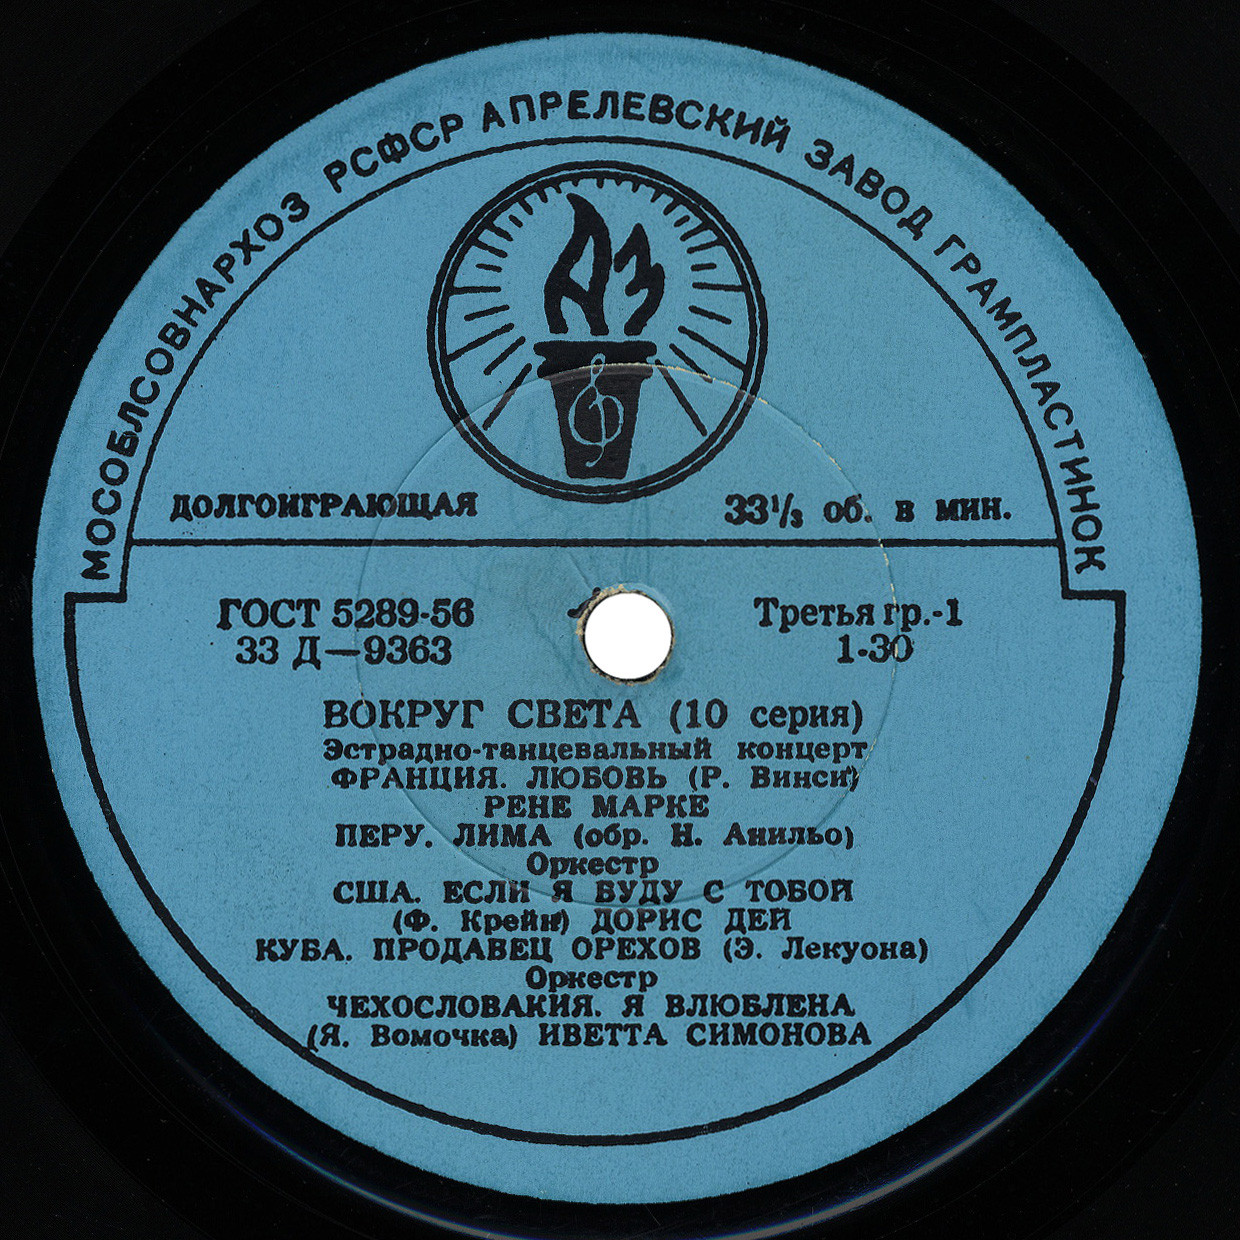 МОСОБЛСОВНАРХОЗ РСФСР АПРЕЛЕВСКИЙ ЗАВОД ГРАМПЛАСТИНОК
АЗ
ДОЛГОИГРАЮЩАЯ 33⅓ об. в мин.
ГОСТ 5289-56 Третья гр.-1
33 Д—9363 1-30
ВОКРУГ СВЕТА (10 серия)
Эстрадно-танцевальный концерт
ФРАНЦИЯ. ЛЮБОВЬ (Р. Винси)
РЕНЕ МАРКЕ
ПЕРУ. ЛИМА (обр. Н. Анильо)
Оркестр
США. ЕСЛИ Я БУДУ С ТОБОЙ
(Ф. Крейн) ДОРИС ДЕЙ
КУБА. ПРОДАВЕЦ ОРЕХОВ (Э. Лекуона)
Оркестр
ЧЕХОСЛОВАКИЯ. Я ВЛЮБЛЕНА
(Я. Вомочка) ИВЕТТА СИМОНОВА